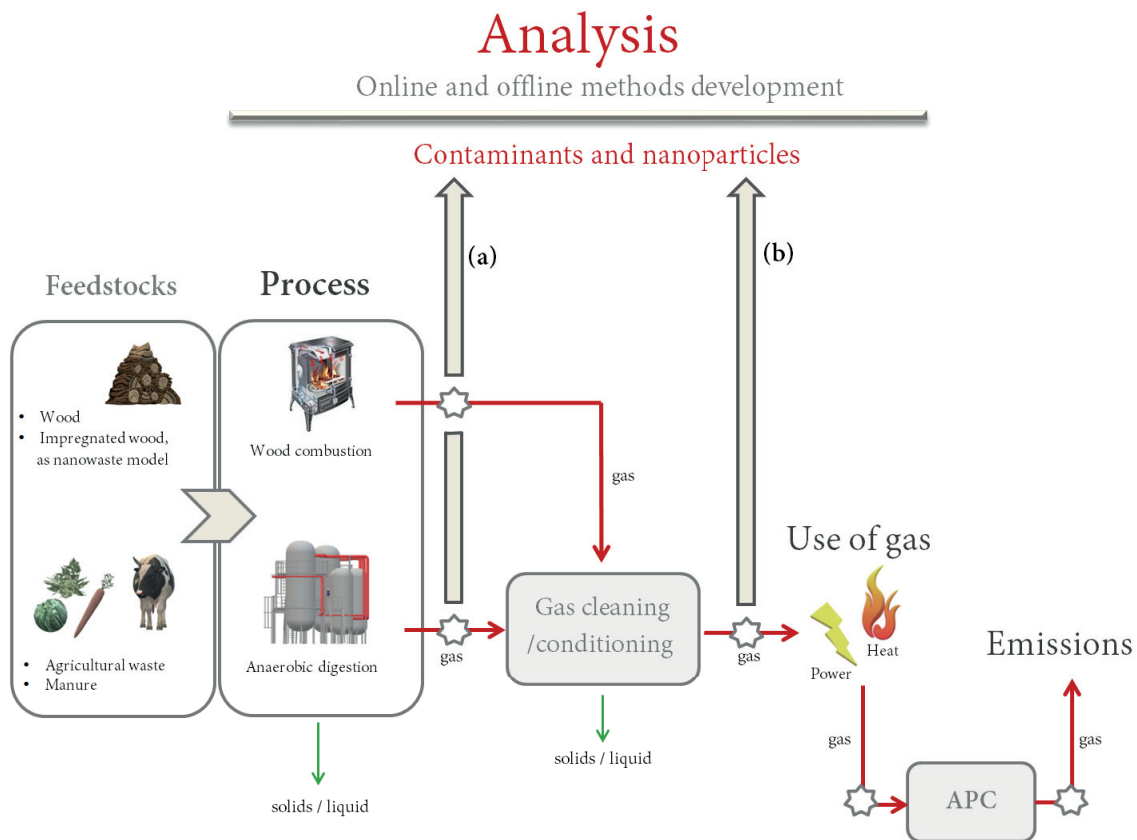 Analysis
Online and offline methods development
Contaminants and nanoparticles
(a)
(b)
Feedstocks
Process
• Wood
• Impregnated wood,
as nanowaste model
Wood combustion
gas
• Agricultural waste
• Manure
Anaerobic digestion
gas
Gas cleaning
/conditioning
gas
Use of gas
Heat
Power
Emissions
solids / liquid
solids / liquid
gas
APC
gas